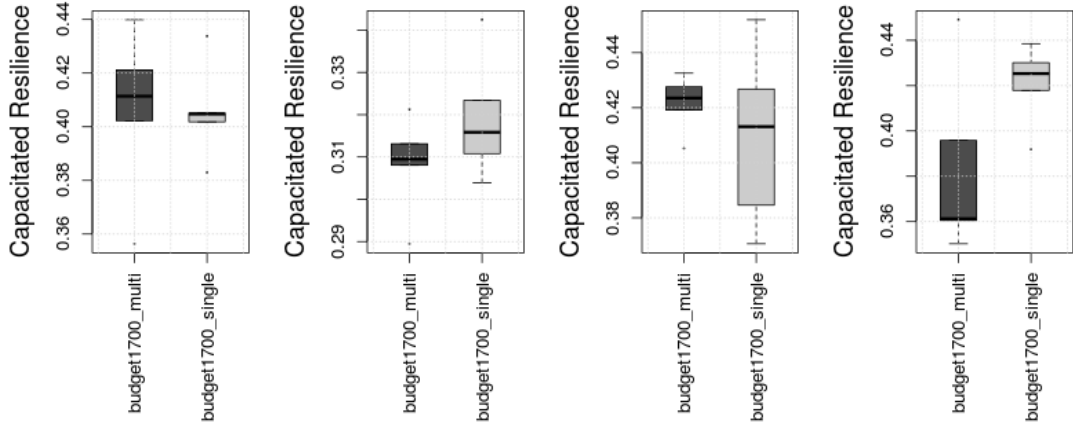 Capacitated Resilience
0.44
0.42
0.40
0.38
0.36
budget1700_multi
budget1700_single
Capacitated Resilience
0.33
0.31
0.29
budget1700_multi
budget1700_single
Capacitated Resilience
0.44
0.42
0.40
0.38
budget1700_multi
budget1700_single
Capacitated Resilience
0.44
0.40
0.36
budget1700_multi
budget1700_single